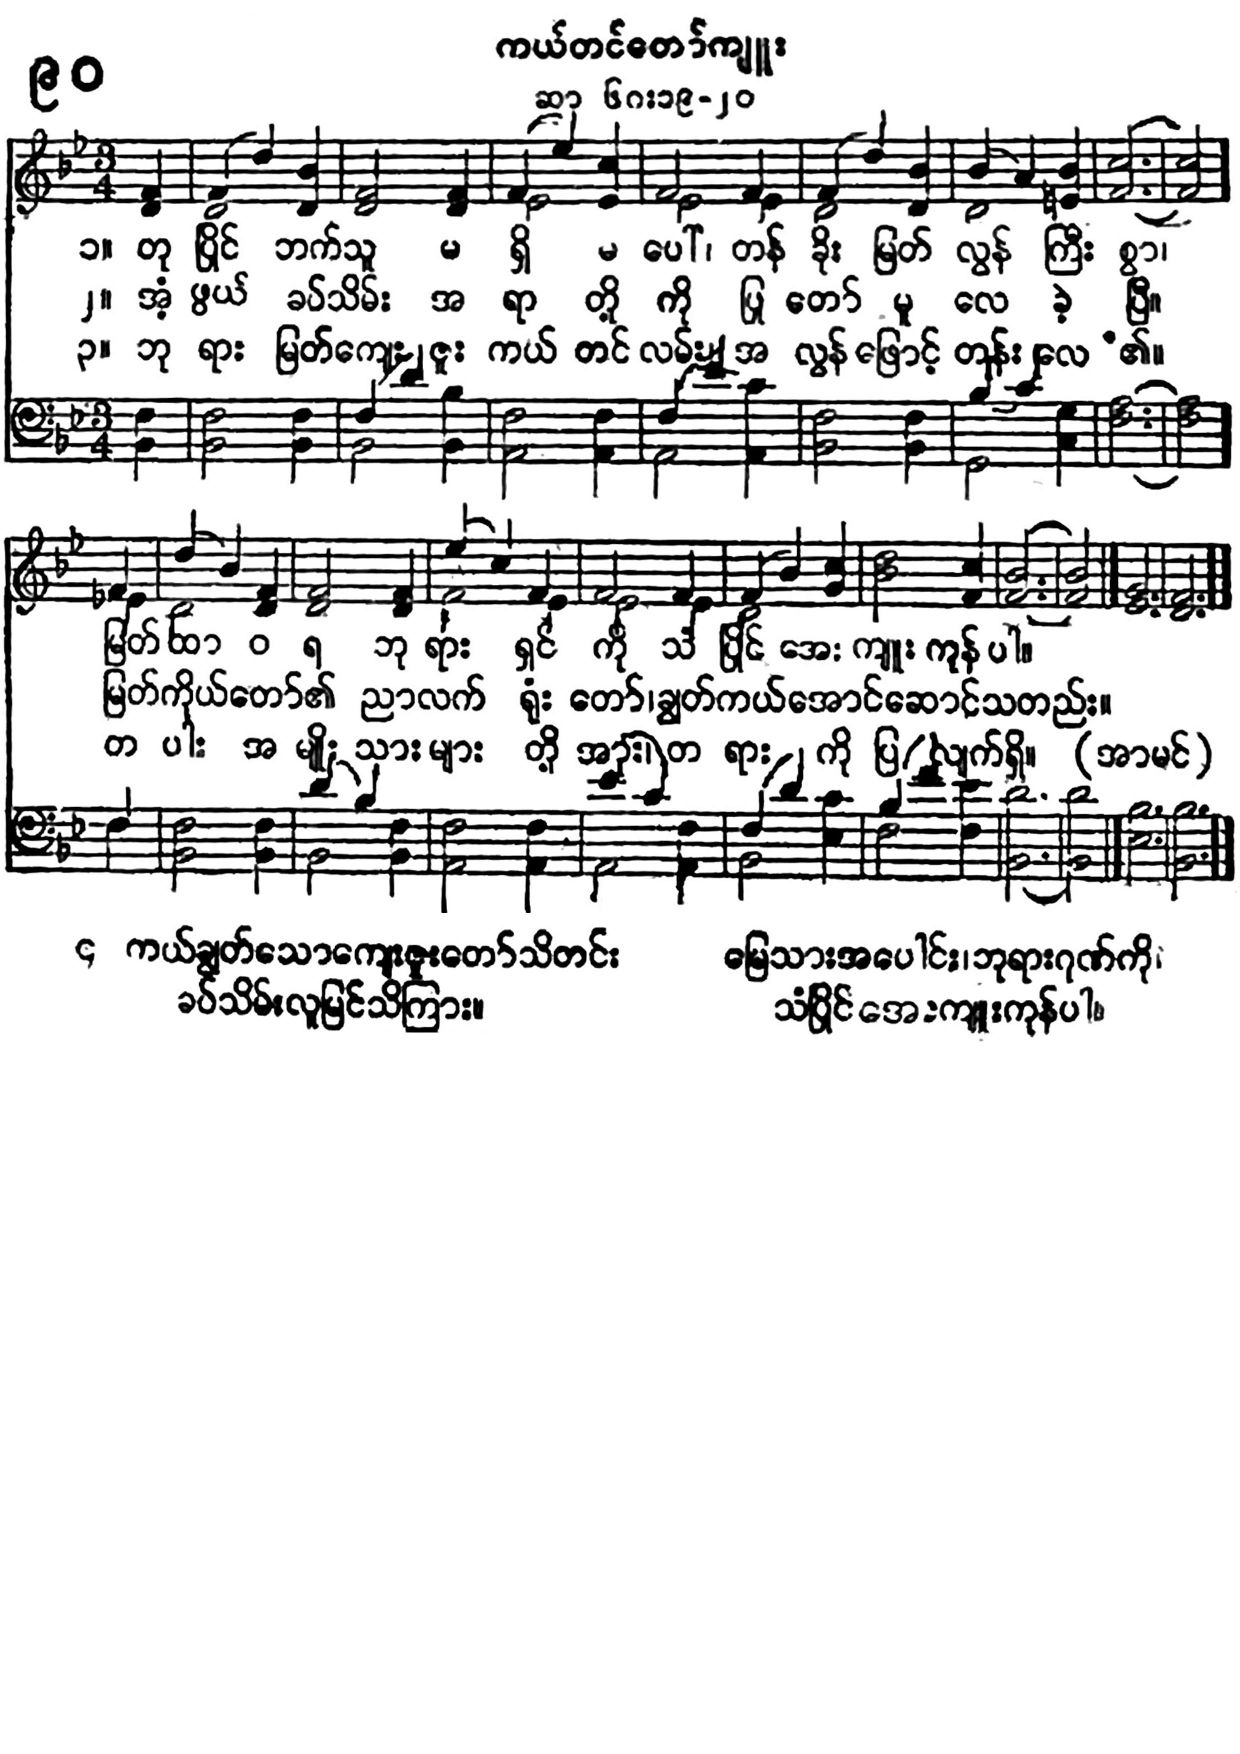 ၉၀
ကယ်တင်တော်ကျူး
ဆာ ၆၈း၁၉-၂၀
၁။ တု ပြိုင် ဘက်သူ မ ရှိ မ ပေါ်၊ တန် ခိုး မြတ် လွန် ကြီး စွာ၊
၂။ အံ့ ဖွယ် ခပ်သိမ်း အ ရာ တို့ ကို ပြု တော် မူ လေ ခဲ့ ပြီ။
၃။ ဘု ရား မြတ်ကျေးဇူး ကယ် တင် လမ်း၌ အ လွန် ဖြောင့် တန်း လေ ၏။
မြတ် ထာ ဝ ရ ဘု ရား ရှင် ကို သံ ပြိုင် အေး ကျူး ကုန် ပါ။
မြတ်ကိုယ်တော်၏ ညာလက် ရုံး တော်၊ချွတ်ကယ်အောင်ဆောင်သတည်း။
တ ပါး အ မျိုး သား များ တို့ အား၊ တ ရား ကို ပြ လျက်ရှိ။ (အာမင်)
၄ ကယ်ချွတ်သောကျေးဇူးတော်သိတင်း မြေသားအပေါင်း၊ဘုရားဂုဏ်ကို၊
ခပ်သိမ်းလူမြင်သိကြား။ သံပြိုင်အေးကျူးကုန်ပါ။